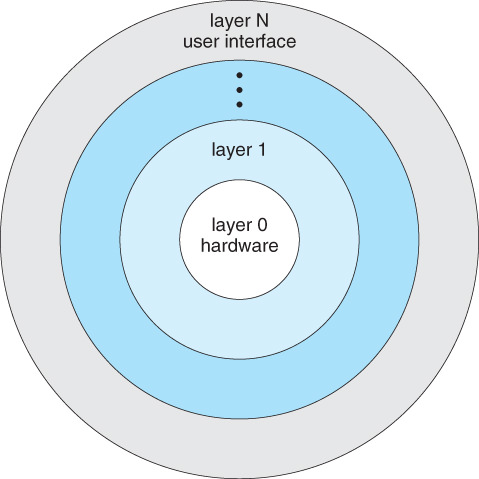 layer N
user interface
layer 1
layer 0
hardware